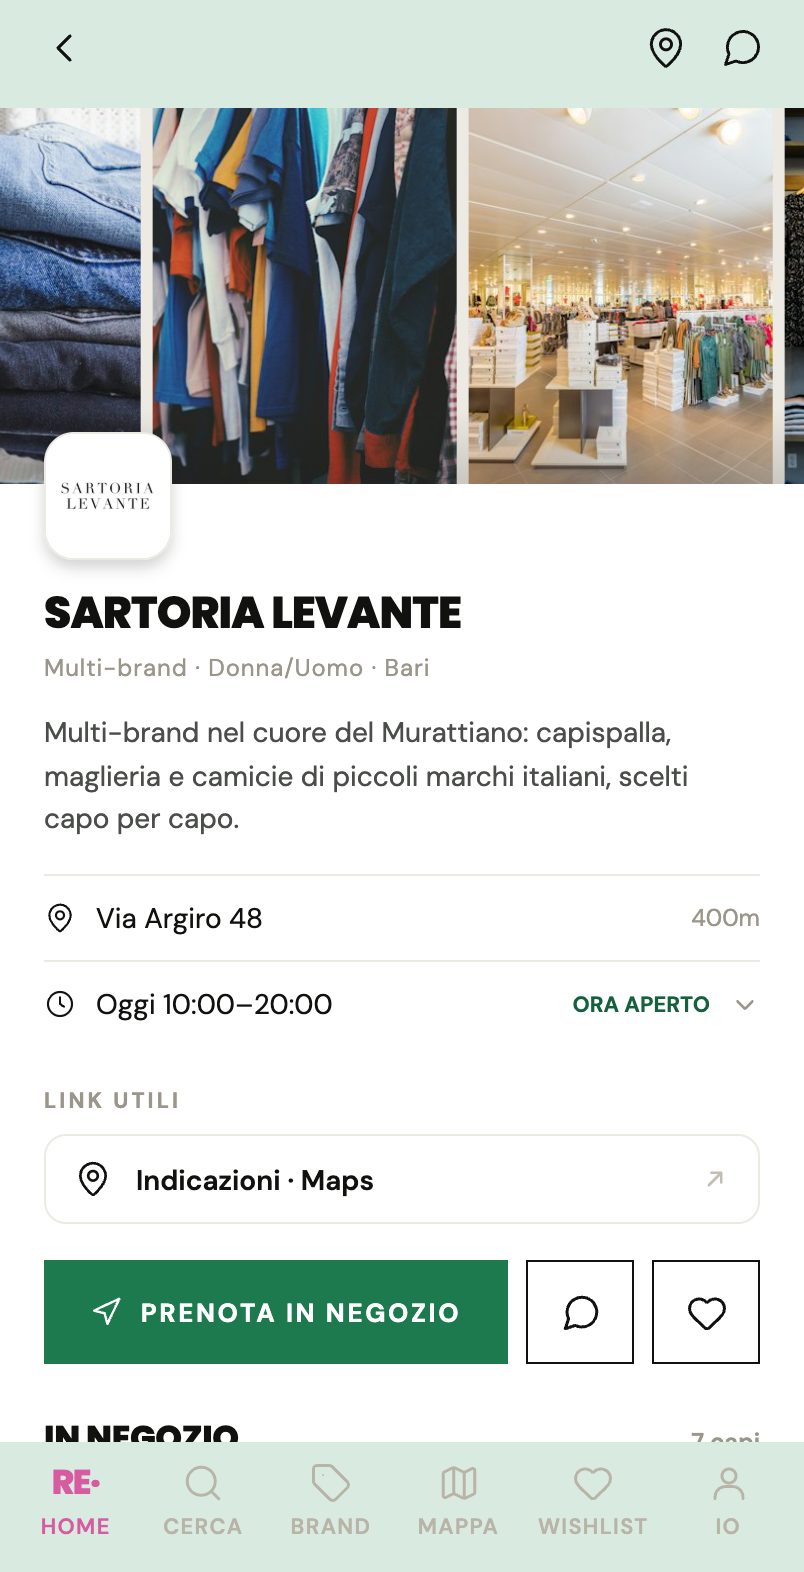 SARTORIA
LEVANTE
SARTORIA LEVANTE
Multi-brand · Donna/Uomo · Bari
Multi-brand nel cuore del Murattiano: capispalla,
maglieria e camicie di piccoli marchi italiani, scelti
capo per capo.
Via Argiro 48
400m
Oggi 10:00–20:00
ORA APERTO
LINK UTILI
Indicazioni · Maps
PRENOTA IN NEGOZIO
IN NEGOZIO
7 capi
RE•
HOME
CERCA
BRAND
MAPPA
WISHLIST
IO